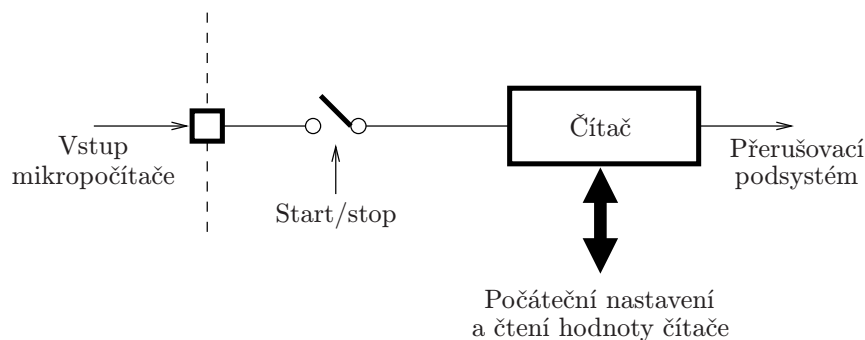 Čítač
Vstup
mikropočítače
Přerušovací
podsystém
Start/stop
Počáteční nastavení
a čtení hodnoty čítače